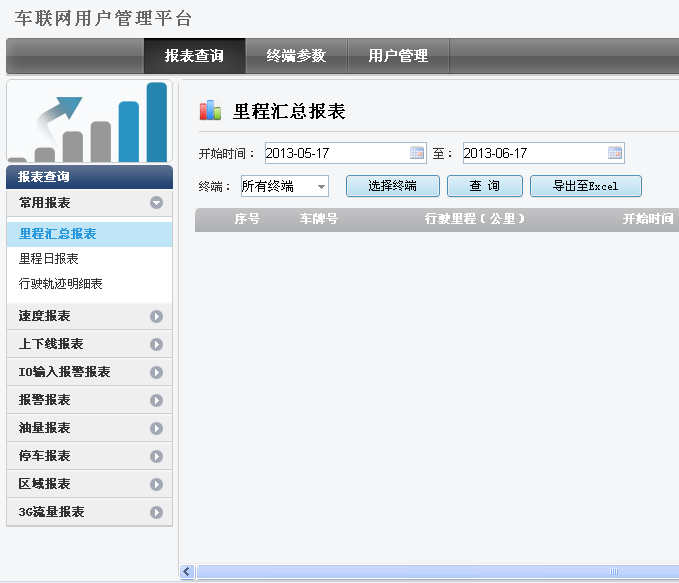 车联网用户管理平台
报表查询 终端参数 用户管理
报表查询
常用报表
里程汇总报表
里程日报表
行驶轨迹明细表
速度报表
上下线报表
IO输入报警报表
报警报表
油量报表
停车报表
区域报表
3G流量报表
里程汇总报表
开始时间： 2013-05-17 至： 2013-06-17
终端： 所有终端 选择终端 查 询 导出至Excel
序号 车牌号 行驶里程（公里） 开始时间